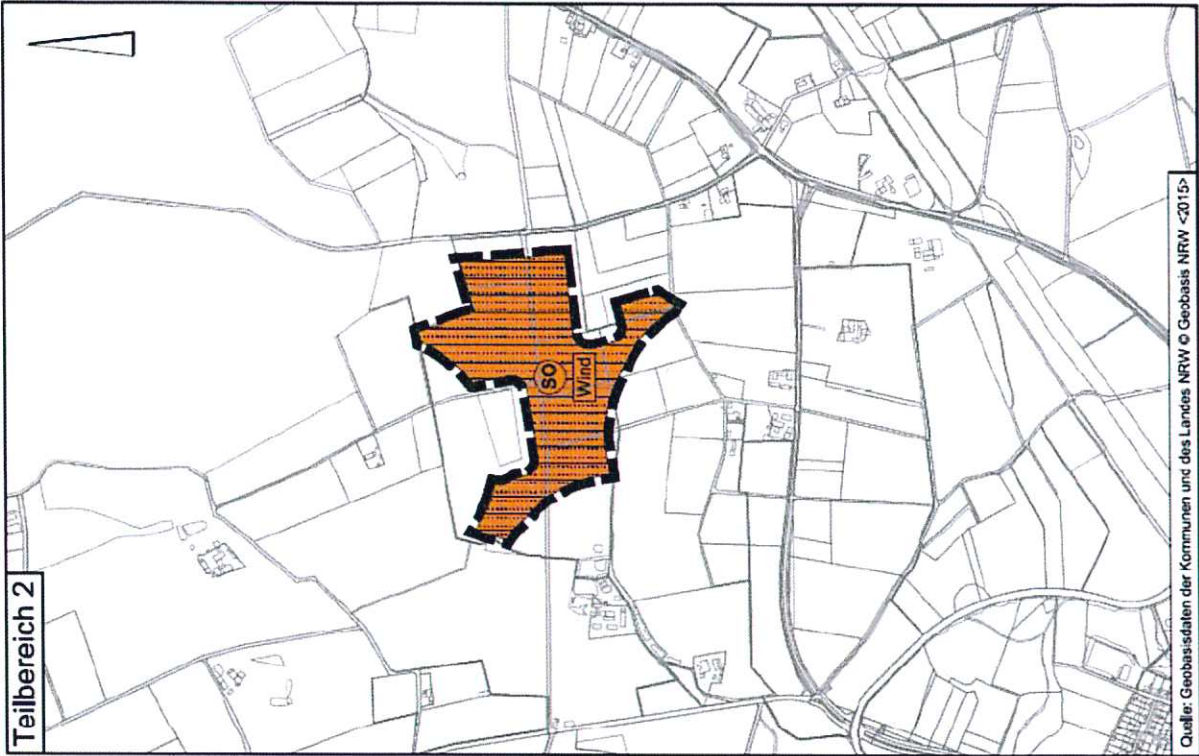 Teilbereich 2
SO
Wind
Quelle: Geobasisdaten der Kommunen und des Landes NRW © Geobasis NRW <2015>